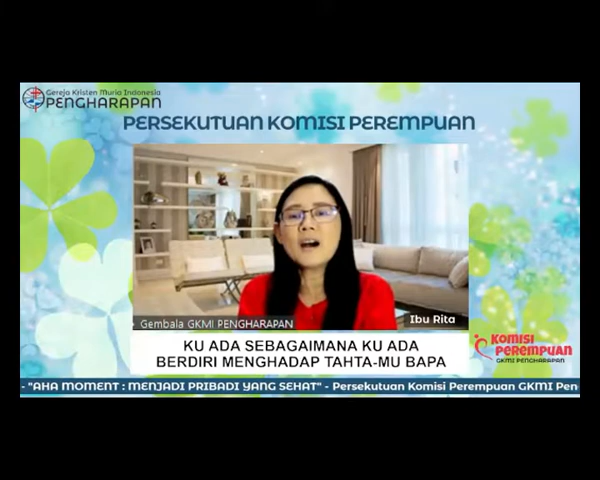 Gereja Kristen Muria Indonesia
PENGHARAPAN
PERSEKUTUAN KOMISI PEREMPUAN
Gembala GKMI PENGHARAPAN
Ibu Rita
KU ADA SEBAGAIMANA KU ADA
BERDIRI MENGHADAP TAHTA-MU BAPA
KOMISI
PEREMPUAN
GKMI PENGHARAPAN
- "AHA MOMENT : MENJADI PRIBADI YANG SEHAT" - Persekutuan Komisi Perempuan GKMI Pen